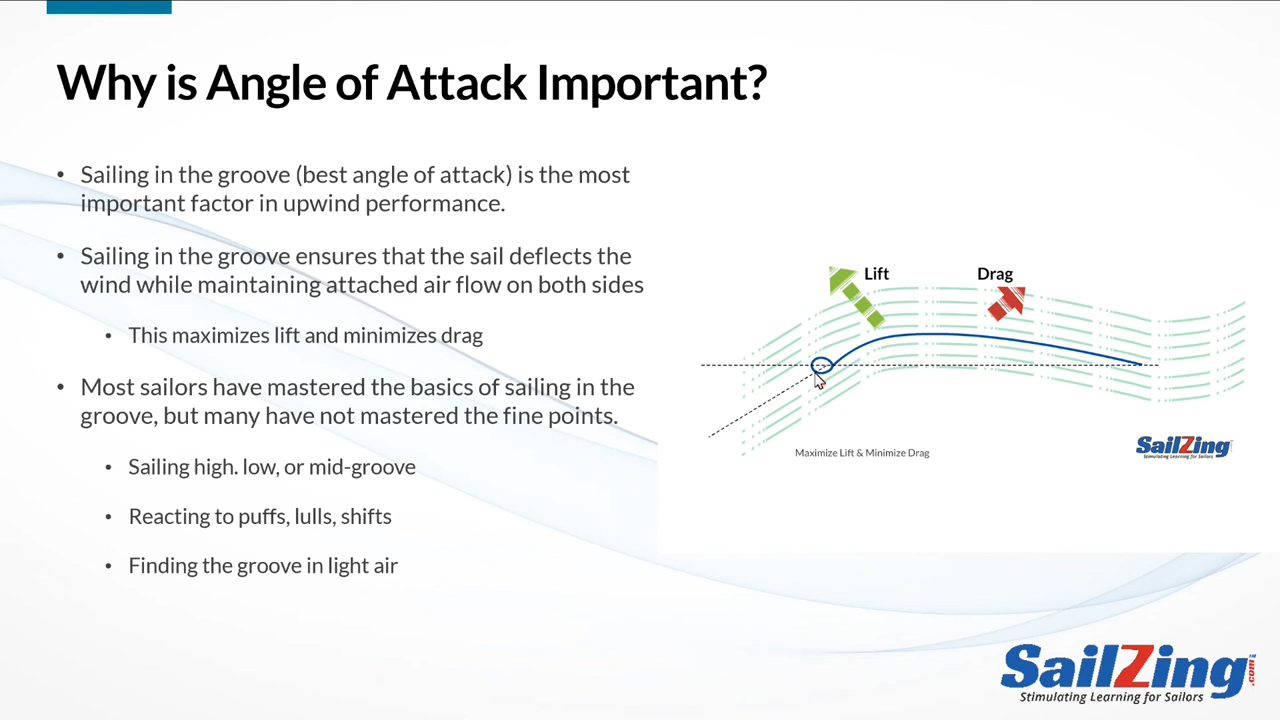 Why is Angle of Attack Important?
• Sailing in the groove (best angle of attack) is the most
important factor in upwind performance.
• Sailing in the groove ensures that the sail deflects the
wind while maintaining attached air flow on both sides
• This maximizes lift and minimizes drag
• Most sailors have mastered the basics of sailing in the
groove, but many have not mastered the fine points.
• Sailing high. low, or mid-groove
• Reacting to puffs, lulls, shifts
• Finding the groove in light air
Lift
Drag
Maximize Lift & Minimize Drag
SailZing
Stimulating Learning for Sailors
SailZing.com™
Stimulating Learning for Sailors